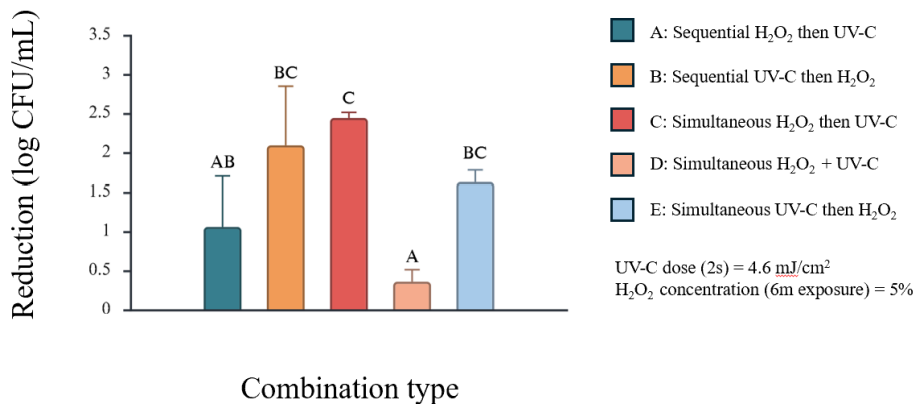 Reduction (log CFU/mL)
3.5
3
2.5
2
1.5
1
0.5
0
AB
BC
C
A
BC
Combination type
A: Sequential H₂O₂ then UV-C
B: Sequential UV-C then H₂O₂
C: Simultaneous H₂O₂ then UV-C
D: Simultaneous H₂O₂ + UV-C
E: Simultaneous UV-C then H₂O₂
UV-C dose (2s) = 4.6 mJ/cm²
H₂O₂ concentration (6m exposure) = 5%